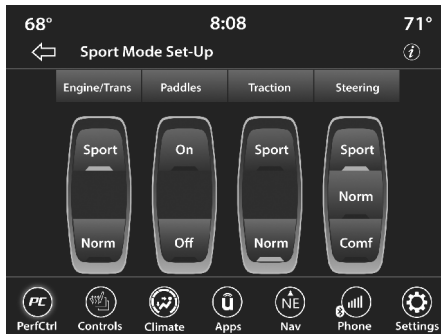 68° 8:08 71°
Sport Mode Set-Up i
Engine/Trans Paddles Traction Steering
Sport On Sport Sport
Norm
Norm Off Norm Comf
PC û NE
PerfCtrl Controls Climate Apps Nav Phone Settings